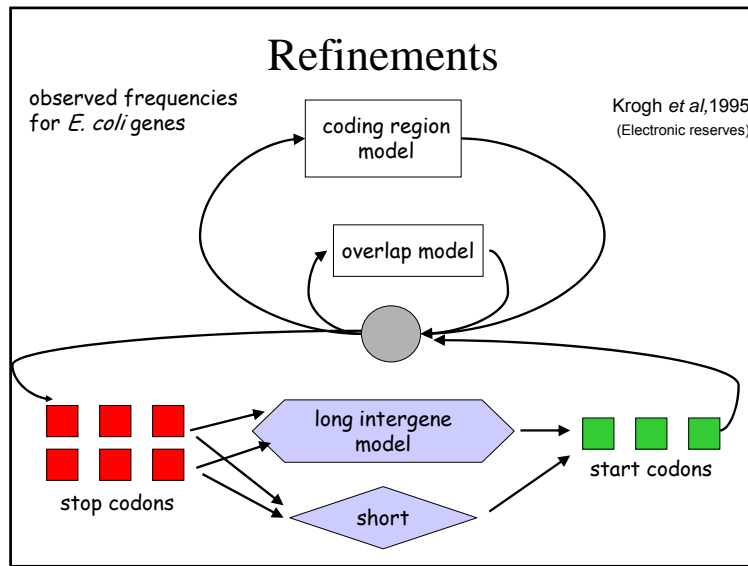 Refinements
observed frequencies
for E. coli genes
Krogh et al,1995
(Electronic reserves)
coding region
model
overlap model
long intergene
model
short
stop codons
start codons